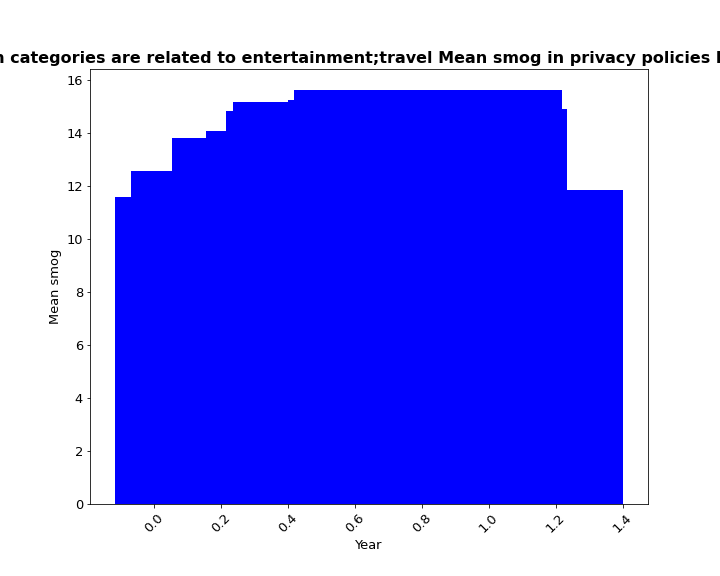 categories are related to entertainment;travel Mean smog in privacy policies
16
14
12
10
8
6
4
2
0
Mean smog
0.0 0.2 0.4 0.6 0.8 1.0 1.2 1.4
Year